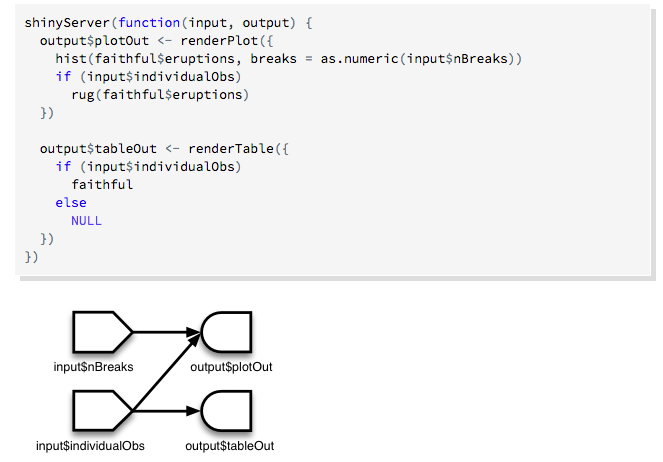 shinyServer(function(input, output) {
  output$plotOut <- renderPlot({
    hist(faithful$eruptions, breaks = as.numeric(input$nBreaks))
    if (input$individualObs)
      rug(faithful$eruptions)
  })

  output$tableOut <- renderTable({
    if (input$individualObs)
      faithful
    else
      NULL
  })
})
input$nBreaks
output$plotOut
input$individualObs
output$tableOut